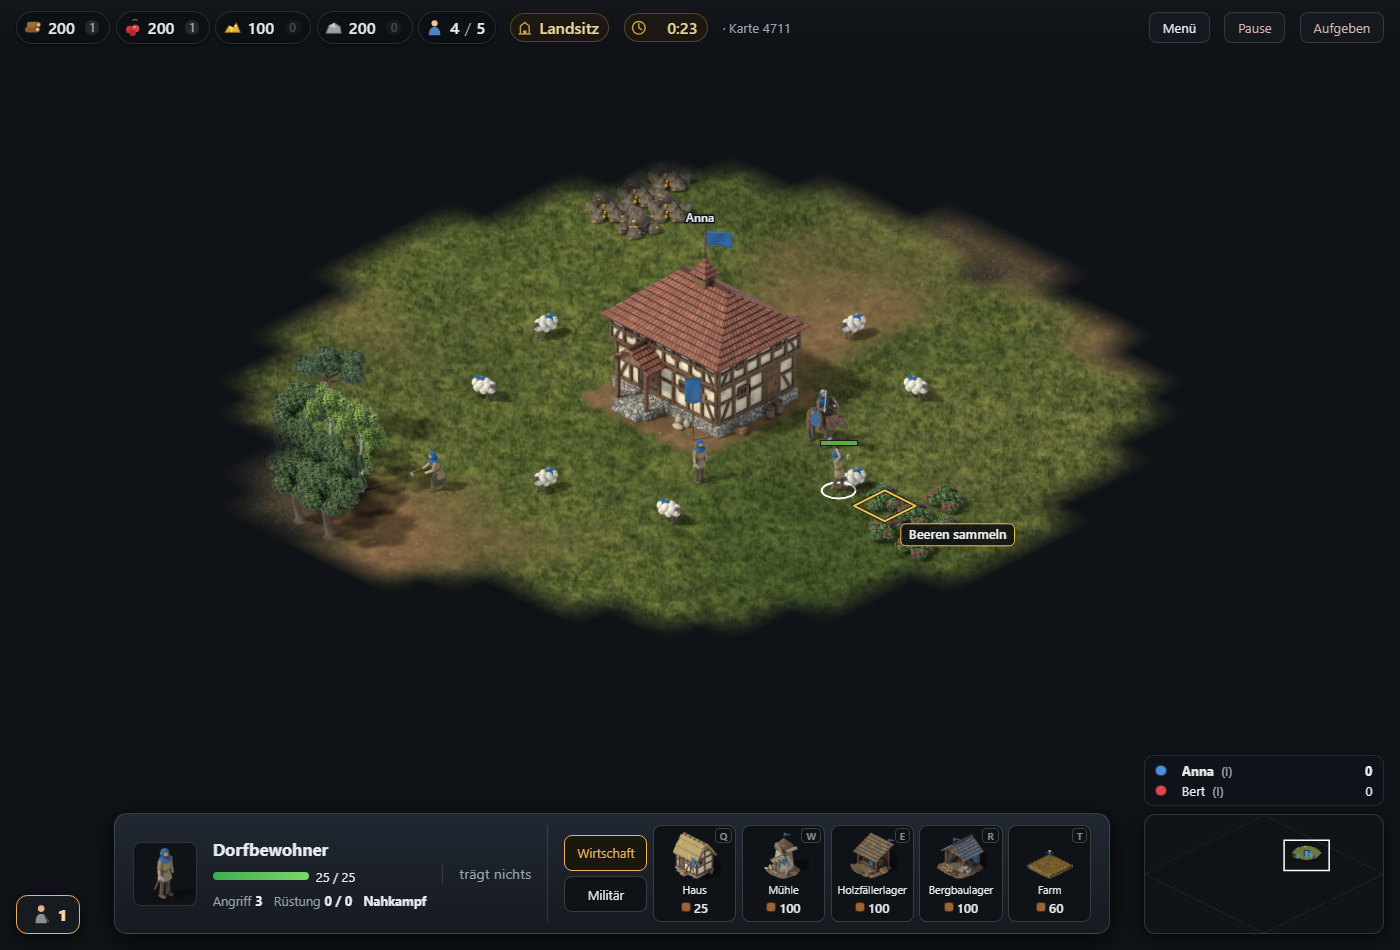 200 1 200 1 100 0 200 0 4 / 5 Landsitz 0:23 · Karte 4711 Menü Pause Aufgeben
Anna
Beeren sammeln
Anna (I) 0
Bert (I) 0
Dorfbewohner
25 / 25
Angriff 3 Rüstung 0 / 0 Nahkampf
trägt nichts
Wirtschaft
Militär
Q
Haus
25
W
Mühle
100
E
Holzfällerlager
100
R
Bergbaulager
100
T
Farm
60
1